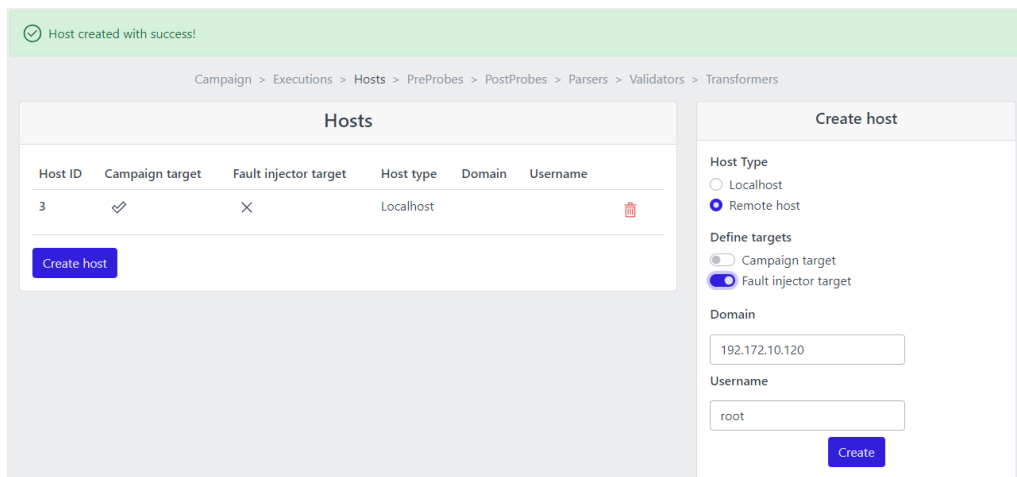 Host created with success!
Campaign > Executions > Hosts > PreProbes > PostProbes > Parsers > Validators > Transformers
Hosts
Host ID Campaign target Fault injector target Host type Domain Username
3 Localhost
Create host
Create host
Host Type
Localhost
Remote host
Define targets
Campaign target
Fault injector target
Domain
192.172.10.120
Username
root
Create